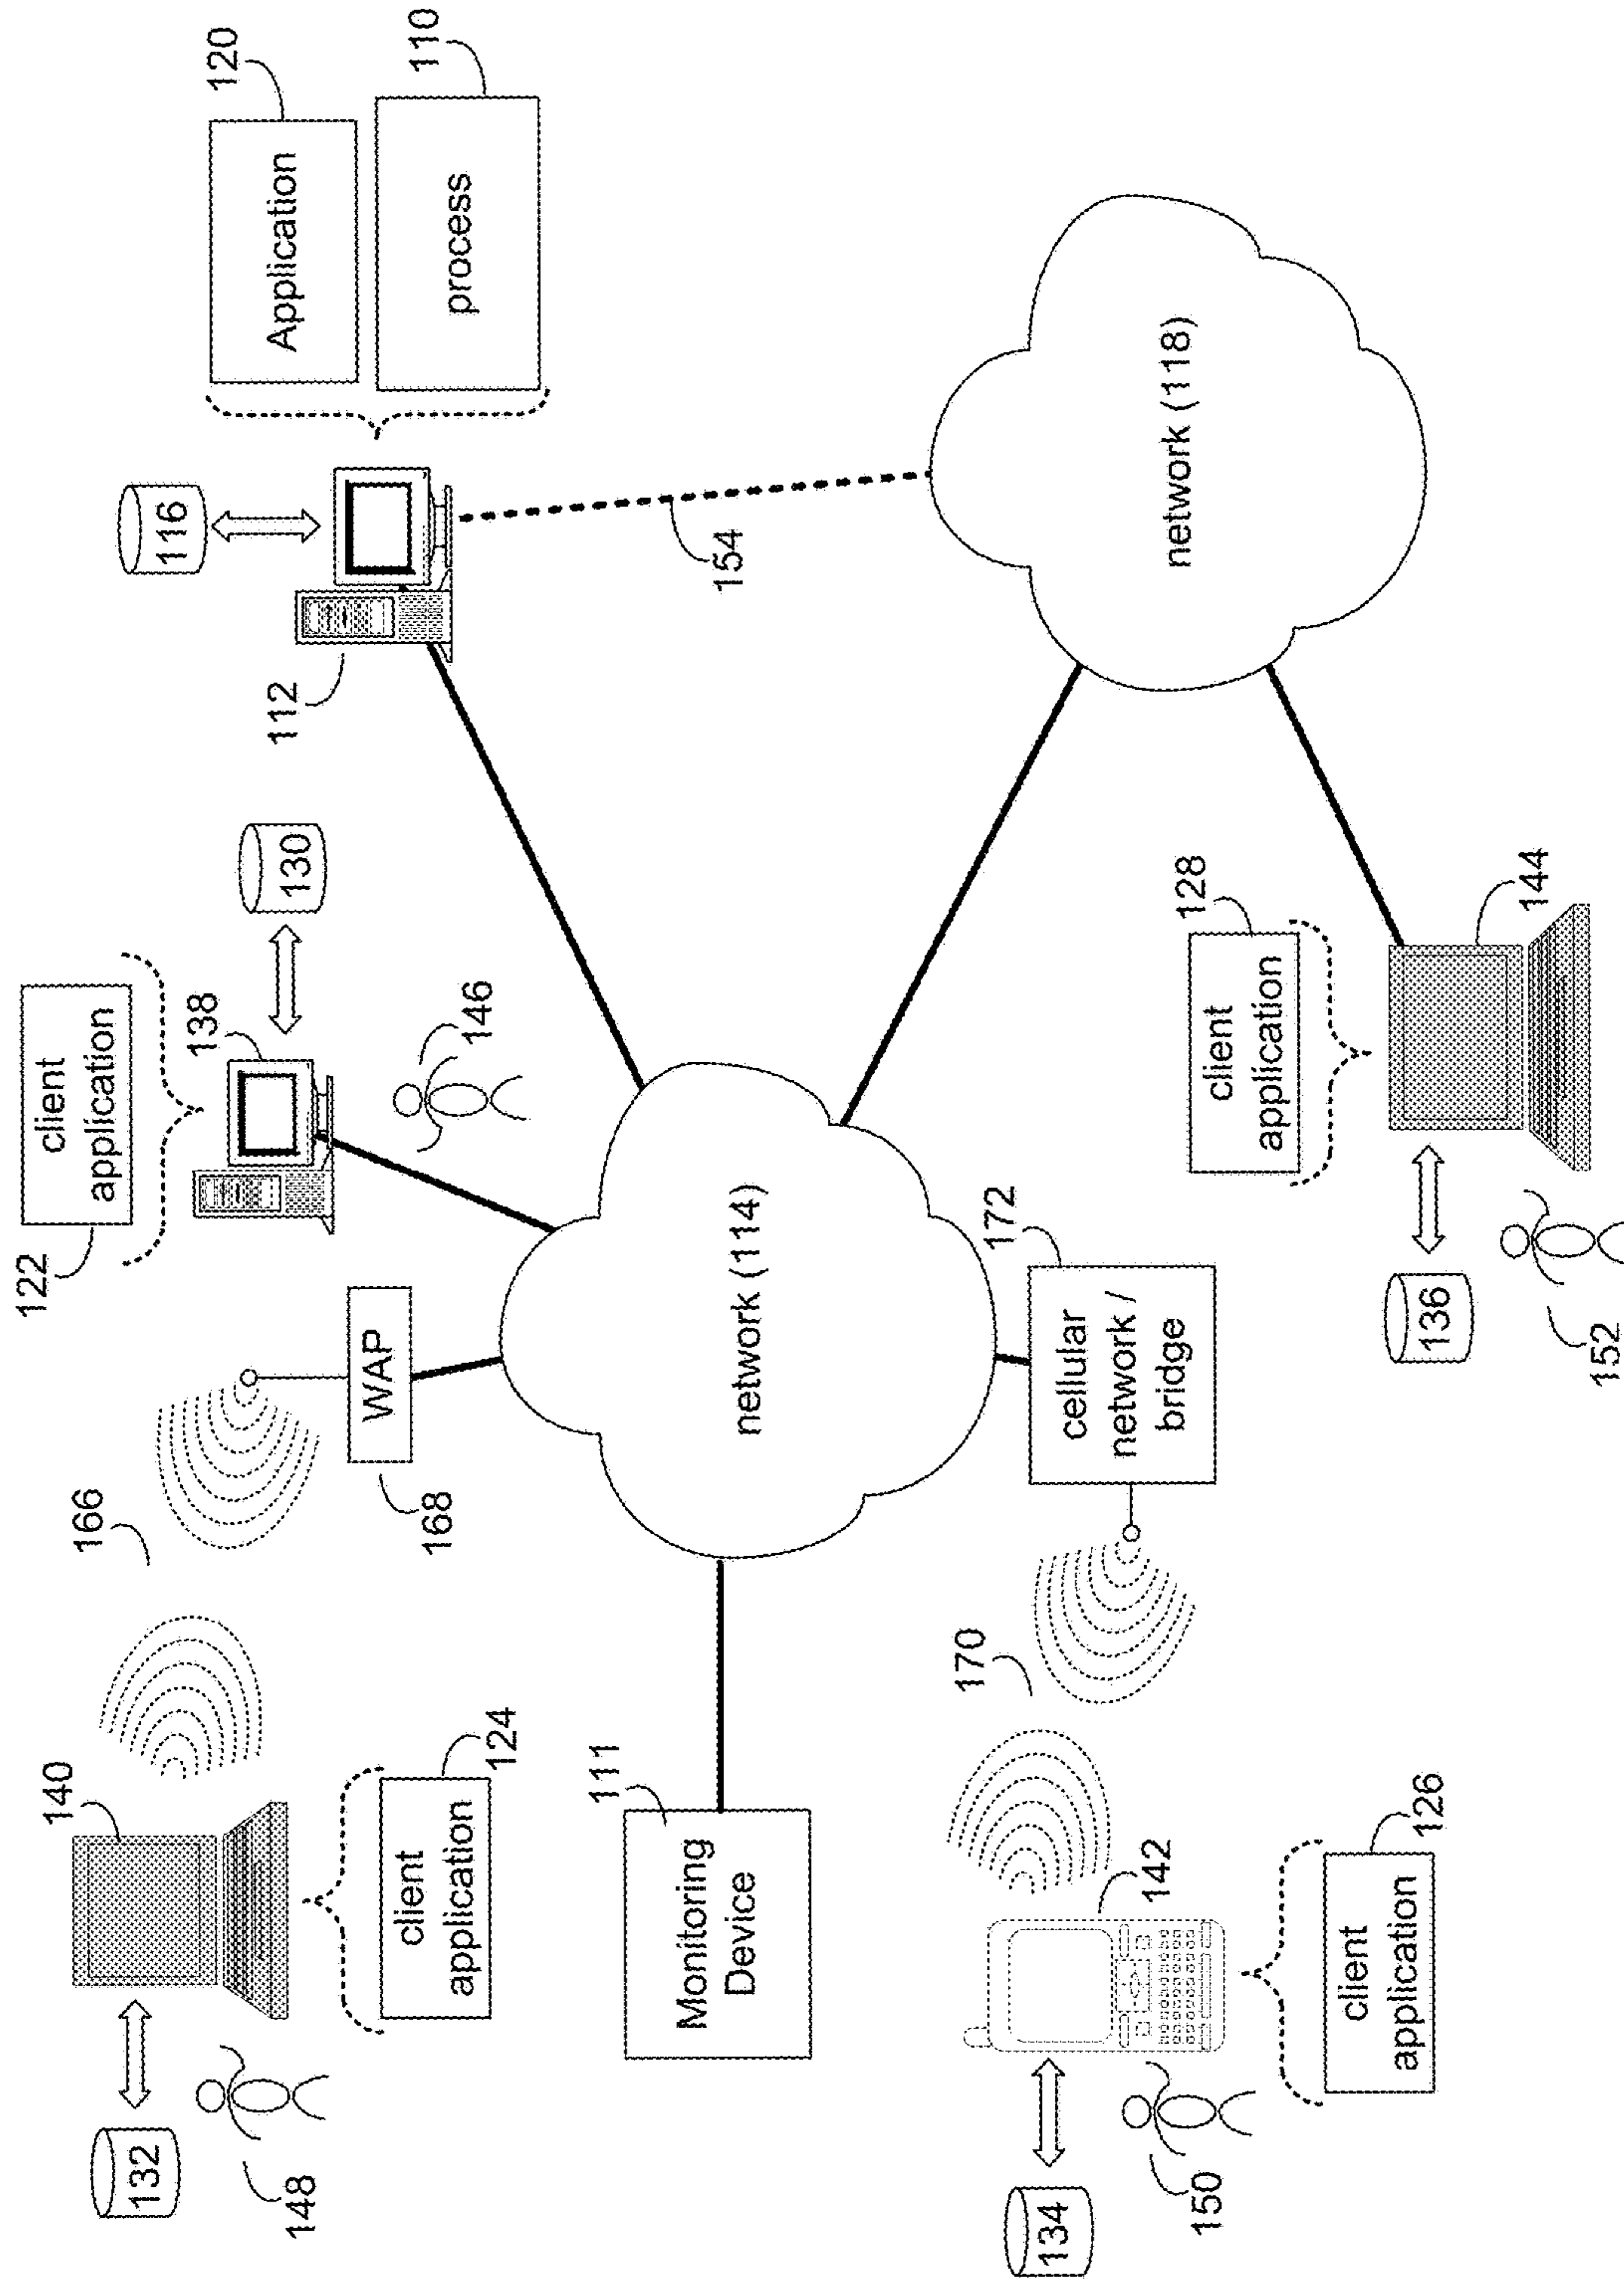 132
140
166
122
client
application
138
130
116
120
Application
110
process
112
148
client
application
124
168
WAP
146
154
Monitoring
Device
111
network (114)
network (118)
134
150
142
170
cellular
network /
bridge
172
client
application
128
144
136
152
client
application
126